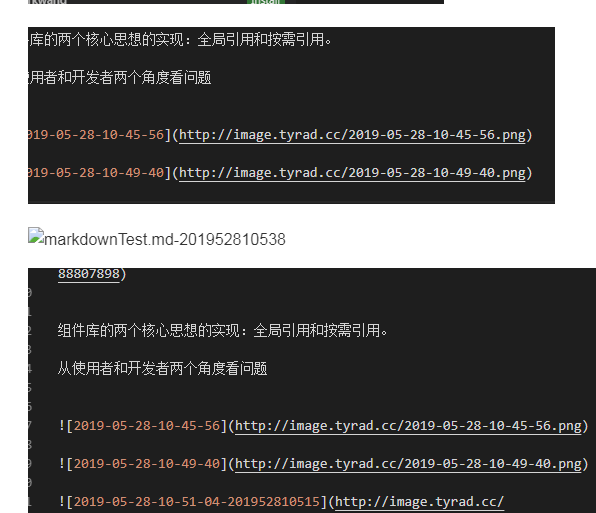 Install
库的两个核心思想的实现：全局引用和按需引用。
用者和开发者两个角度看问题
019-05-28-10-45-56](http://image.tyrad.cc/2019-05-28-10-45-56.png)
019-05-28-10-49-40](http://image.tyrad.cc/2019-05-28-10-49-40.png)
markdownTest.md-201952810538
88807898)
组件库的两个核心思想的实现：全局引用和按需引用。
从使用者和开发者两个角度看问题
![2019-05-28-10-45-56](http://image.tyrad.cc/2019-05-28-10-45-56.png)
![2019-05-28-10-49-40](http://image.tyrad.cc/2019-05-28-10-49-40.png)
![2019-05-28-10-51-04-201952810515](http://image.tyrad.cc/